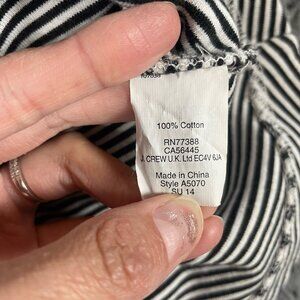 100% Cotton
RN77388
CA56445
J. CREW U.K. Ltd EC4V 6JA
Made in China
Style A5070
SU 14